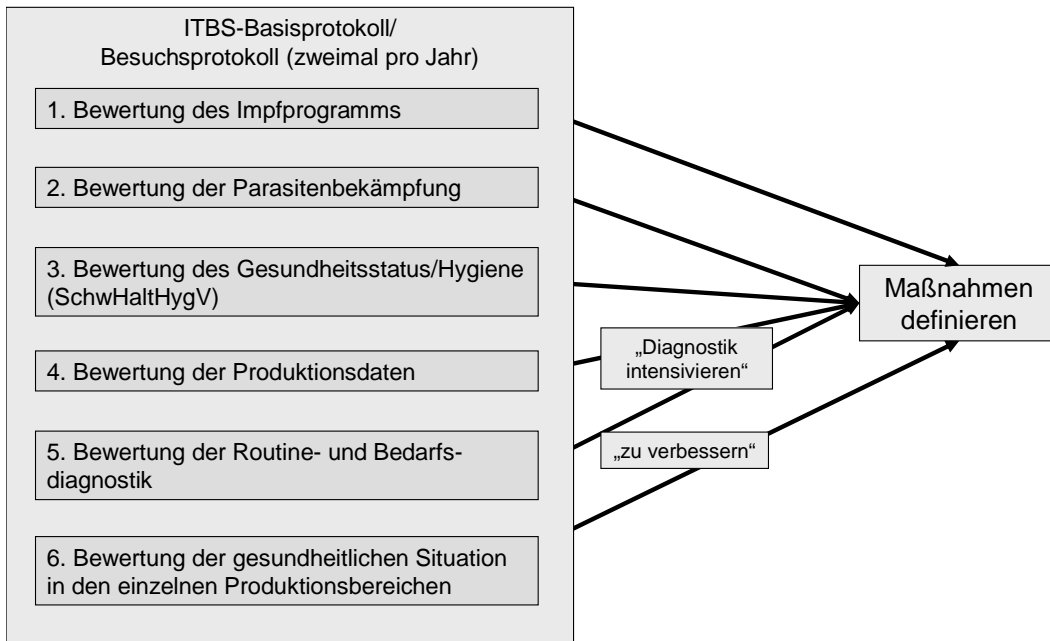 ITBS-Basisprotokoll/
Besuchsprotokoll (zweimal pro Jahr)
1. Bewertung des Impfprogramms
2. Bewertung der Parasitenbekämpfung
3. Bewertung des Gesundheitsstatus/Hygiene
(SchwHaltHygV)
4. Bewertung der Produktionsdaten
5. Bewertung der Routine- und Bedarfs-
diagnostik
6. Bewertung der gesundheitlichen Situation
in den einzelnen Produktionsbereichen
„Diagnostik
intensivieren“
„zu verbessern“
Maßnahmen
definieren